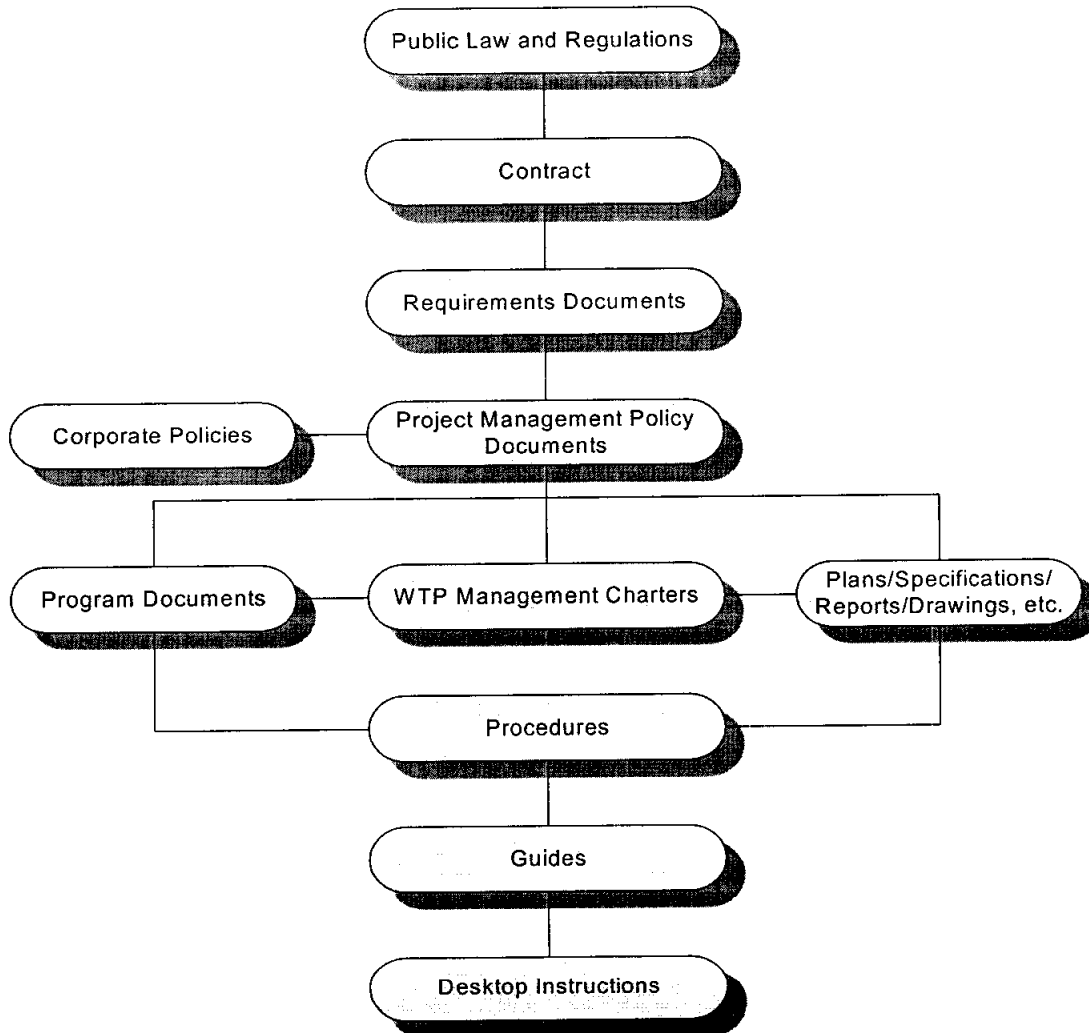 Public Law and Regulations
Contract
Requirements Documents
Corporate Policies
Project Management Policy
Documents
Program Documents
WTP Management Charters
Plans/Specifications/
Reports/Drawings, etc.
Procedures
Guides
Desktop Instructions